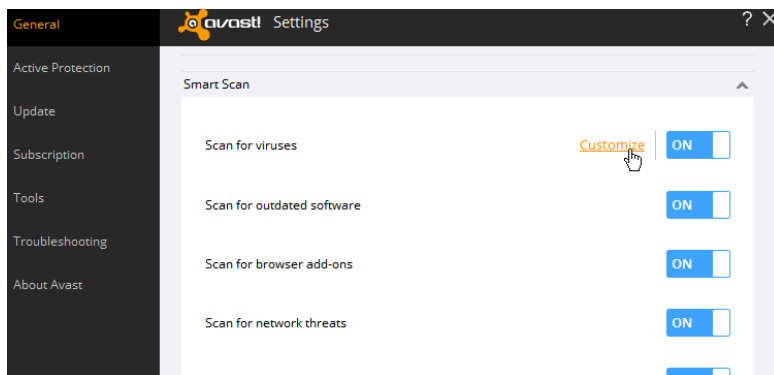 General
avast! Settings
? X
Active Protection
Smart Scan
Update
Scan for viruses Customize ON
Subscription
Tools
Scan for outdated software ON
Troubleshooting
Scan for browser add-ons ON
About Avast
Scan for network threats ON